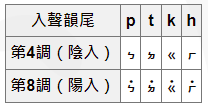 入聲韻尾 p t k h
第4調（陰入） ㆴ ㆵ ㆻ ㆷ
第8調（陽入） ㆴ̇ ㆵ̇ ㆻ̇ ㆷ̇